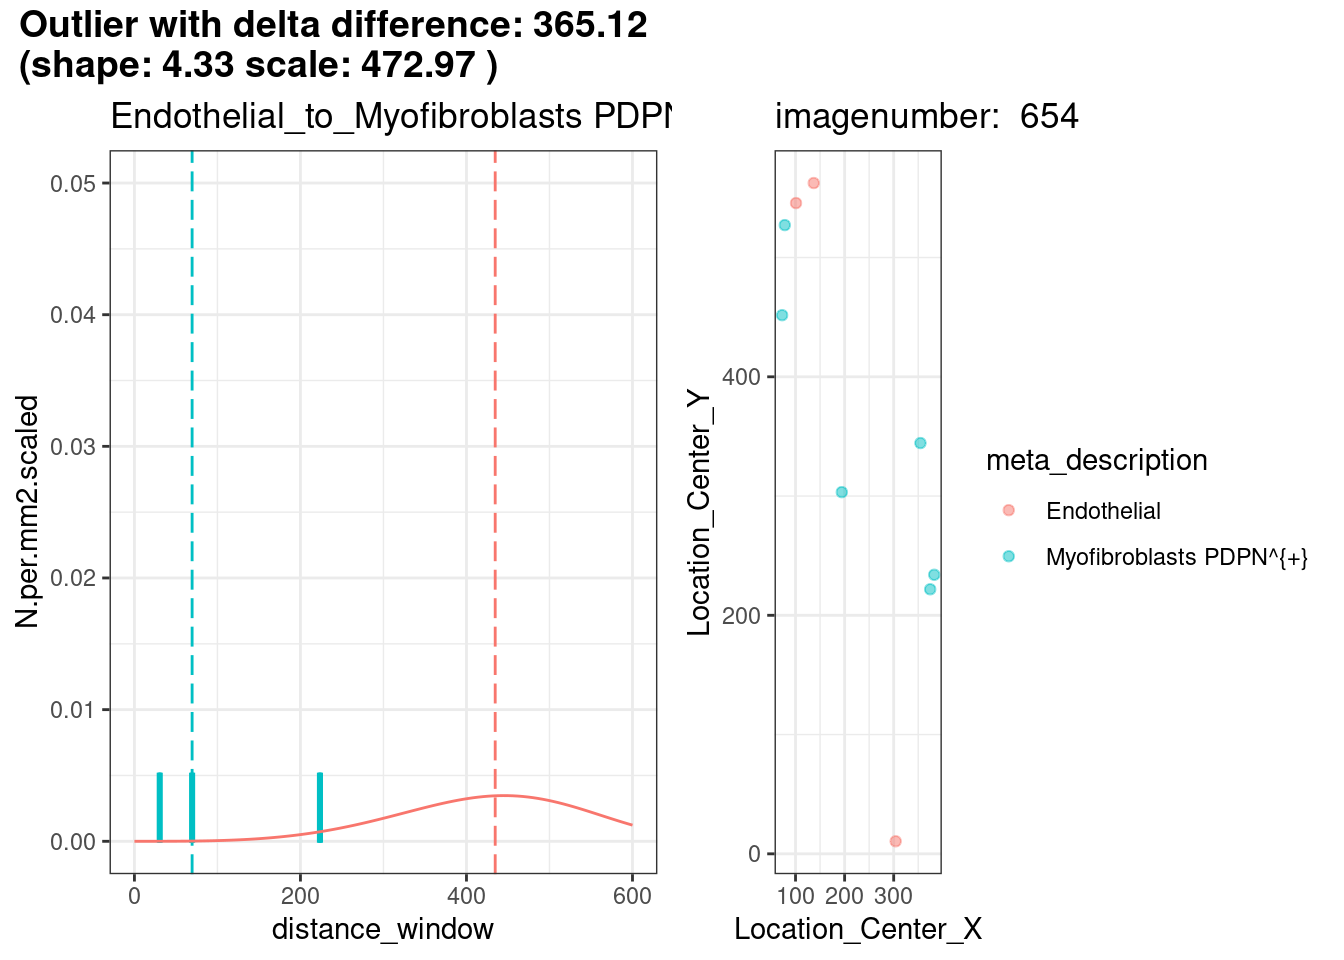 Outlier with delta difference: 365.12
(shape: 4.33 scale: 472.97 )
Endothelial_to_Myofibroblasts PDPN
imagenumber:  654
0.05
0.04
0.03
0.02
0.01
0.00
N.per.mm2.scaled
0
200
400
600
distance_window
400
200
0
Location_Center_Y
100
200
300
Location_Center_X
meta_description
Endothelial
Myofibroblasts PDPN^{+}